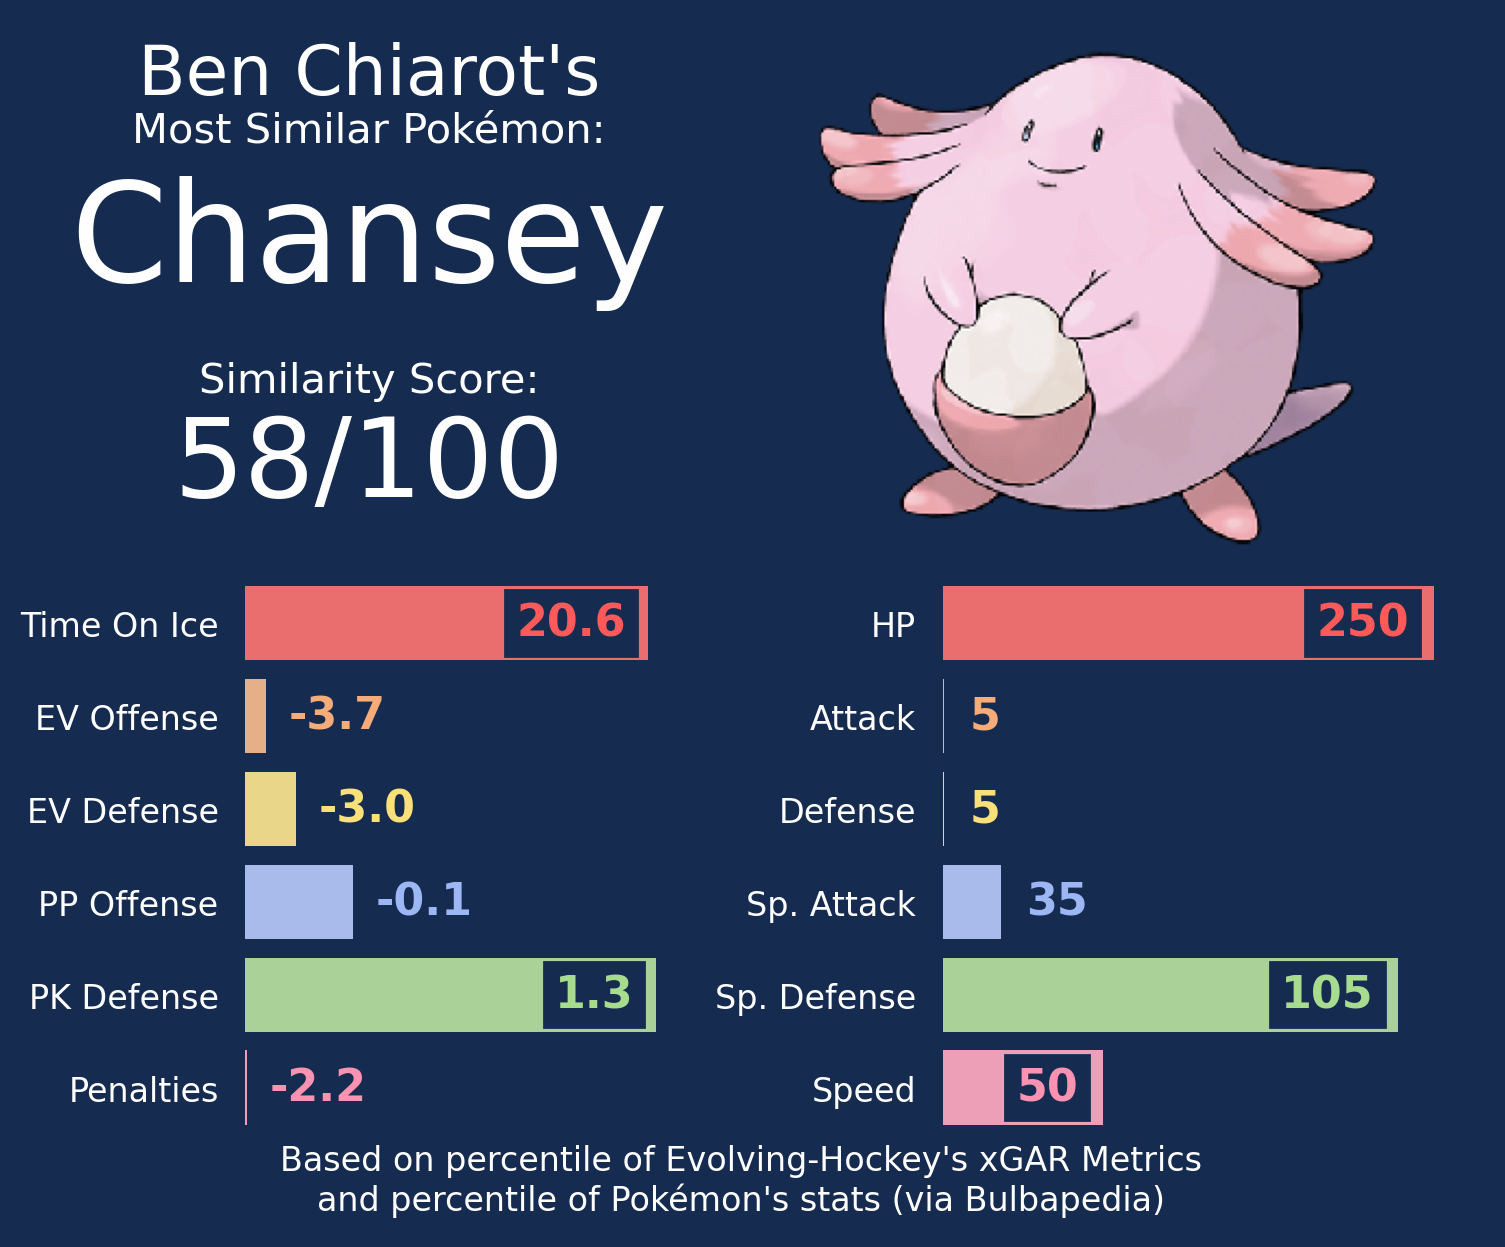 Ben Chiarot's
Most Similar Pokémon:
Chansey
Similarity Score:
58/100
Time On Ice 20.6
EV Offense -3.7
EV Defense -3.0
PP Offense -0.1
PK Defense 1.3
Penalties -2.2
HP 250
Attack 5
Defense 5
Sp. Attack 35
Sp. Defense 105
Speed 50
Based on percentile of Evolving-Hockey's xGAR Metrics
and percentile of Pokémon's stats (via Bulbapedia)